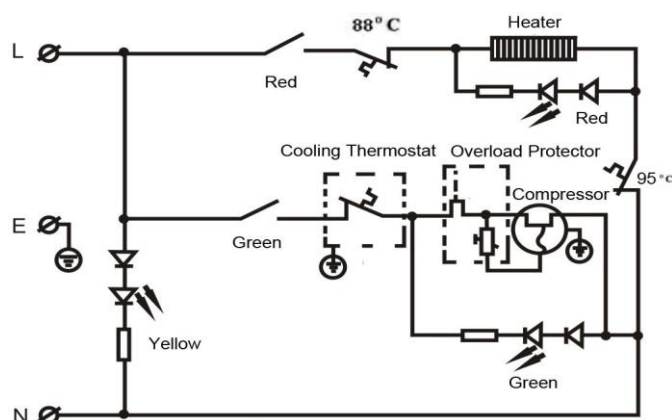 88°C
Heater
L
Red
Red
Cooling Thermostat
Overload Protector
95°C
Compressor
E
Green
Yellow
Green
N